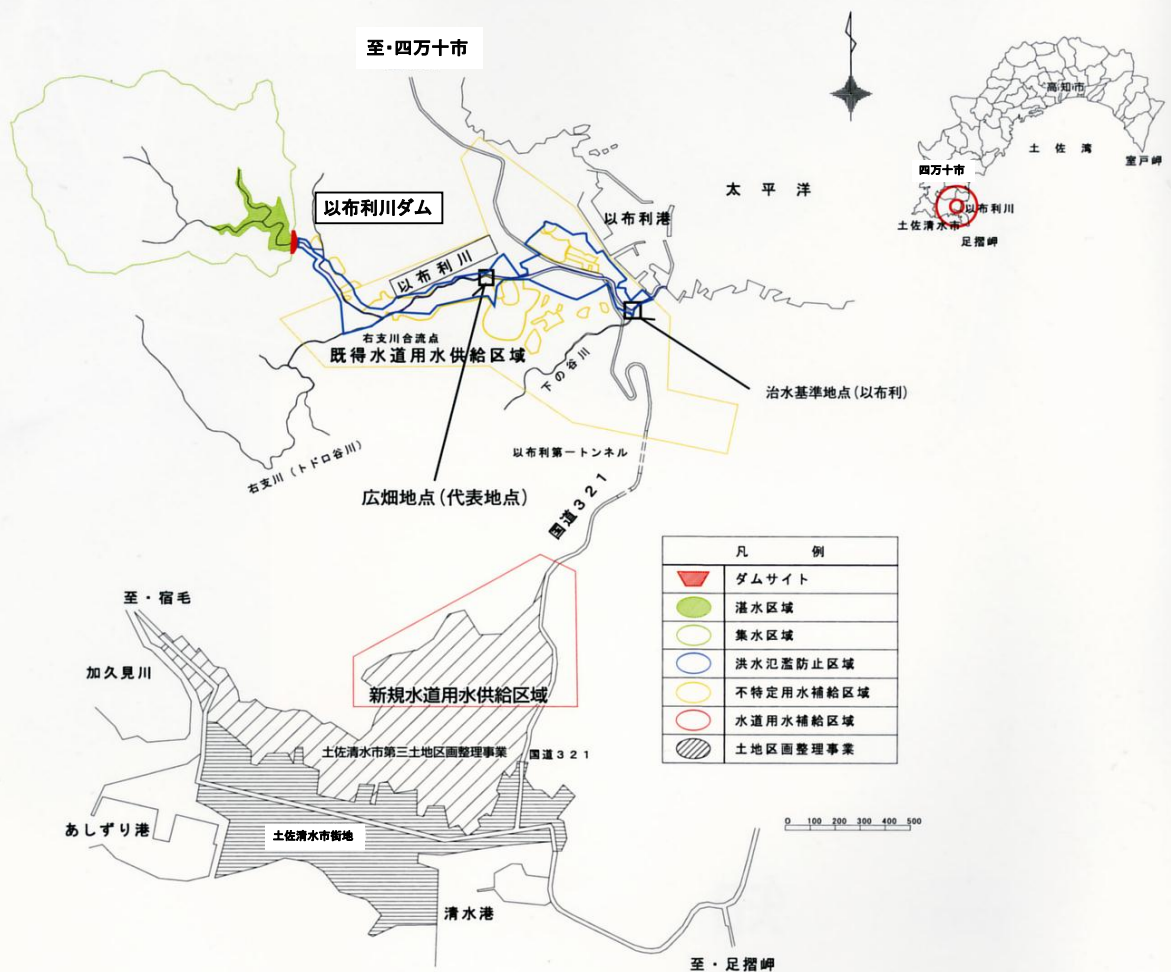 至・四万十市
高知市
土佐湾
室戸岬
四万十市
以布利川
土佐清水市
足摺岬
太平洋
以布利港
以布利川ダム
以布利川
右支川合流点
既得水道用水供給区域
下の谷川
治水基準地点(以布利)
右支川(トドロ谷川)
以布利第一トンネル
広畑地点(代表地点)
国道321
凡例
ダムサイト
湛水区域
集水区域
洪水氾濫防止区域
不特定用水補給区域
水道用水補給区域
土地区画整理事業
至・宿毛
加久見川
新規水道用水供給区域
土佐清水市第三土地区画整理事業
国道321
あしずり港
土佐清水市街地
0 100 200 300 400 500
清水港
至・足摺岬